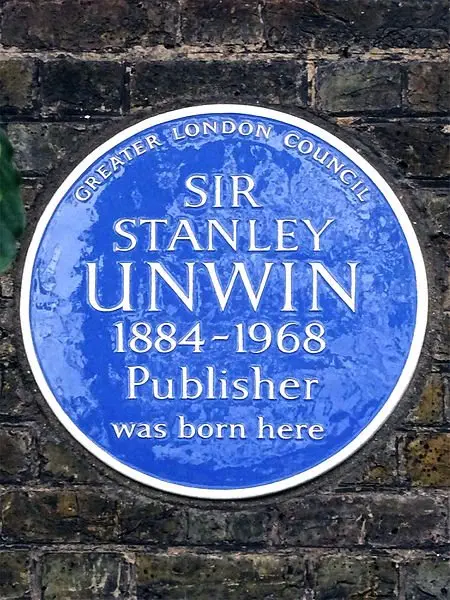 GREATER LONDON COUNCIL
SIR
STANLEY
UNWIN
1884-1968
Publisher
was born here